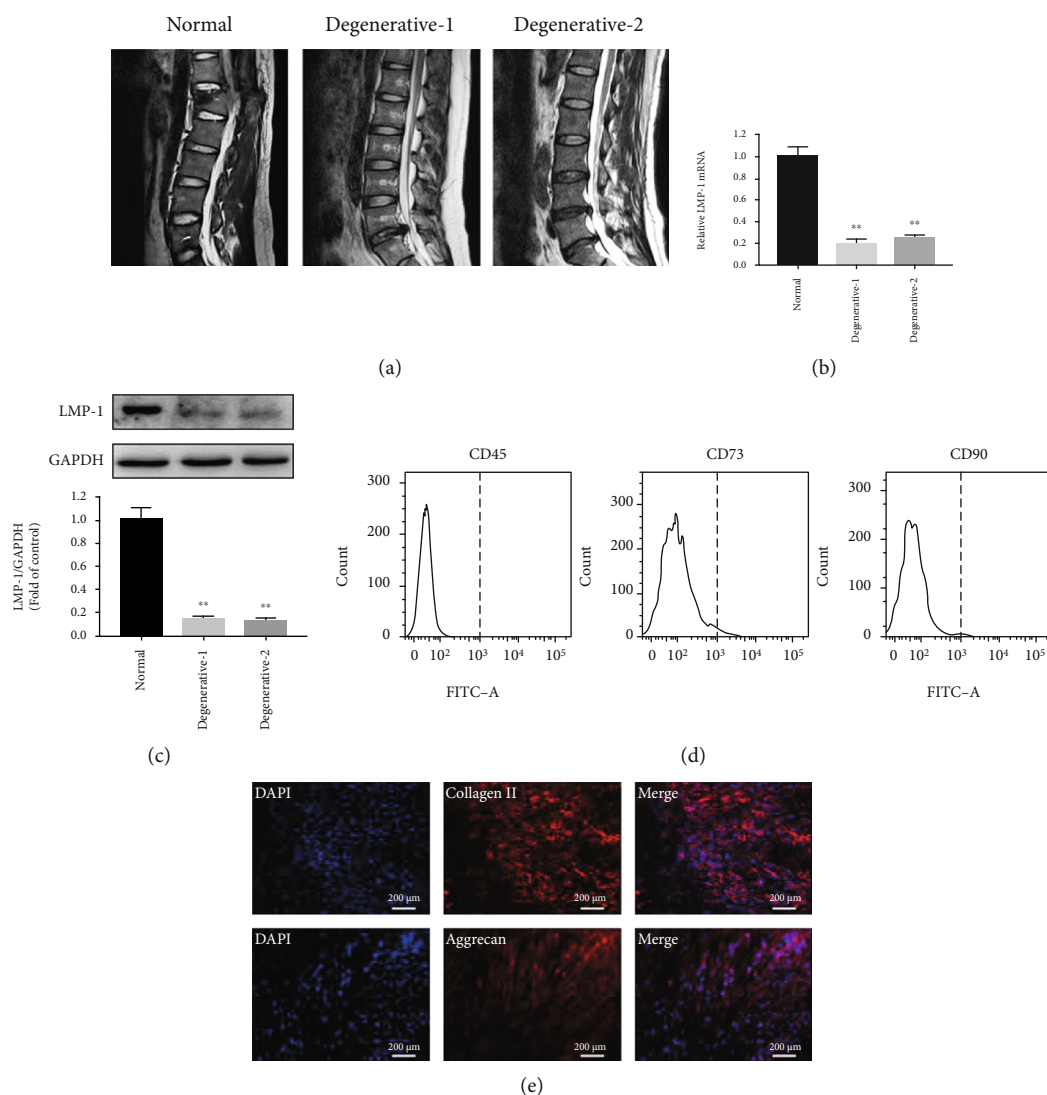 Normal
Degenerative-1
Degenerative-2
(a)
Relative LMP-1 mRNA
1.2
1.0
0.8
0.6
0.4
0.2
0.0
**
**
Normal
Degenerative-1
Degenerative-2
(b)
LMP-1
GAPDH
LMP-1/GAPDH
(Fold of control)
1.2
1.0
0.8
0.6
0.4
0.2
0.0
**
**
Normal
Degenerative-1
Degenerative-2
(c)
CD45
Count
300
200
100
0
0 10² 10³ 10⁴ 10⁵
FITC–A
CD73
Count
300
200
100
0
0 10² 10³ 10⁴ 10⁵
CD90
Count
300
200
100
0
0 10² 10³ 10⁴ 10⁵
FITC–A
(d)
DAPI
200 μm
Collagen II
200 μm
Merge
200 μm
DAPI
200 μm
Aggrecan
200 μm
Merge
200 μm
(e)